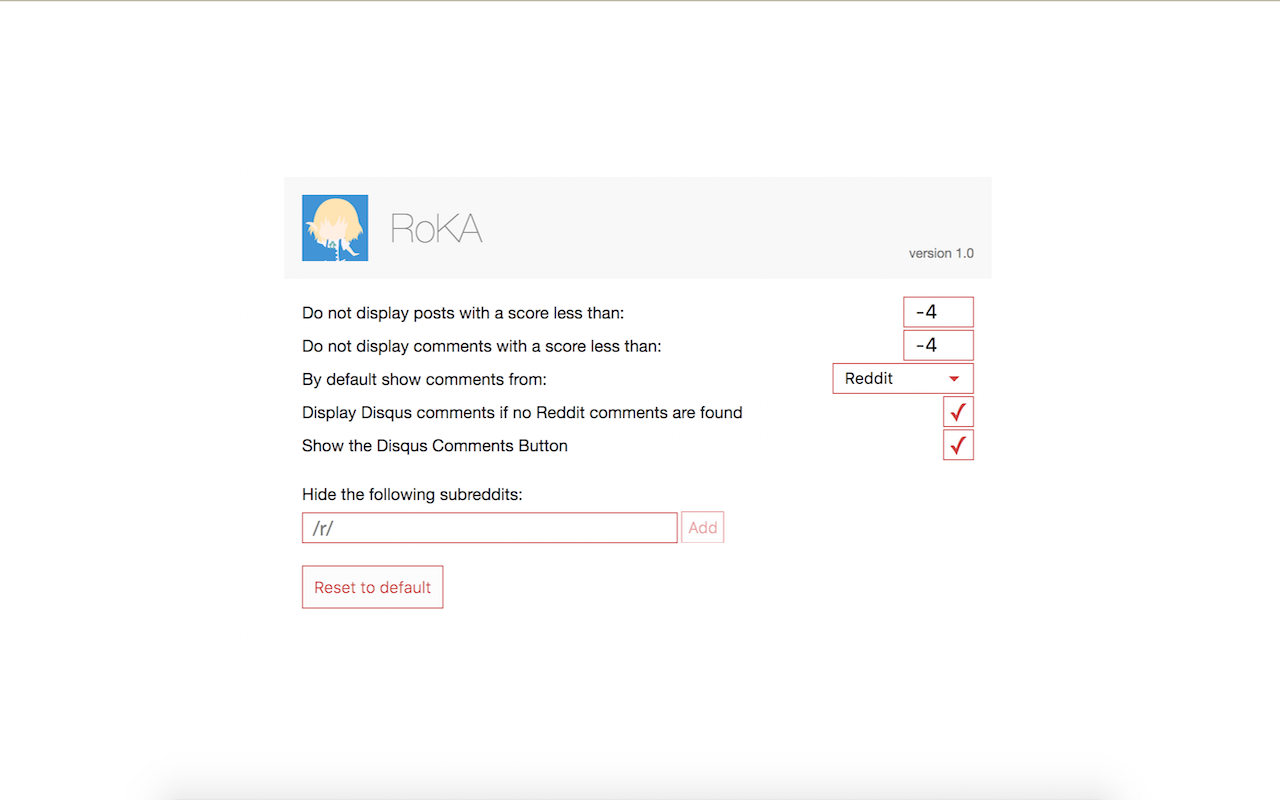 RoKA
version 1.0
Do not display posts with a score less than: -4
Do not display comments with a score less than: -4
By default show comments from: Reddit
Display Disqus comments if no Reddit comments are found
Show the Disqus Comments Button
Hide the following subreddits:
/r/ Add
Reset to default